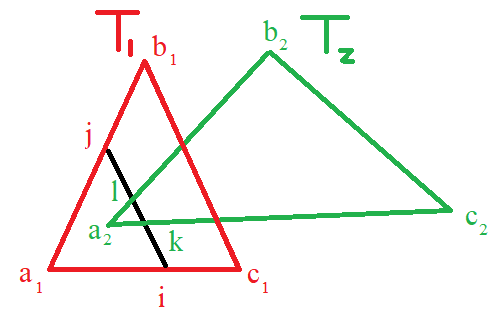 T₁
b₁
b₂
T₂
j
l
a₂
k
c₂
a₁
i
c₁